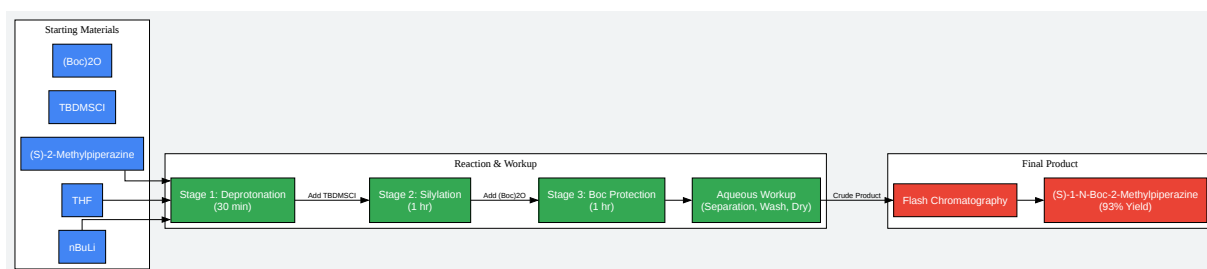 Starting Materials
(Boc)2O
TBDMSCl
(S)-2-Methylpiperazine
THF
nBuLi
Reaction & Workup
Stage 1: Deprotonation
(30 min)
Add TBDMSCl
Stage 2: Silylation
(1 hr)
Add (Boc)2O
Stage 3: Boc Protection
(1 hr)
Aqueous Workup
(Separation, Wash, Dry)
Crude Product
Final Product
Flash Chromatography
(S)-1-N-Boc-2-Methylpiperazine
(93% Yield)